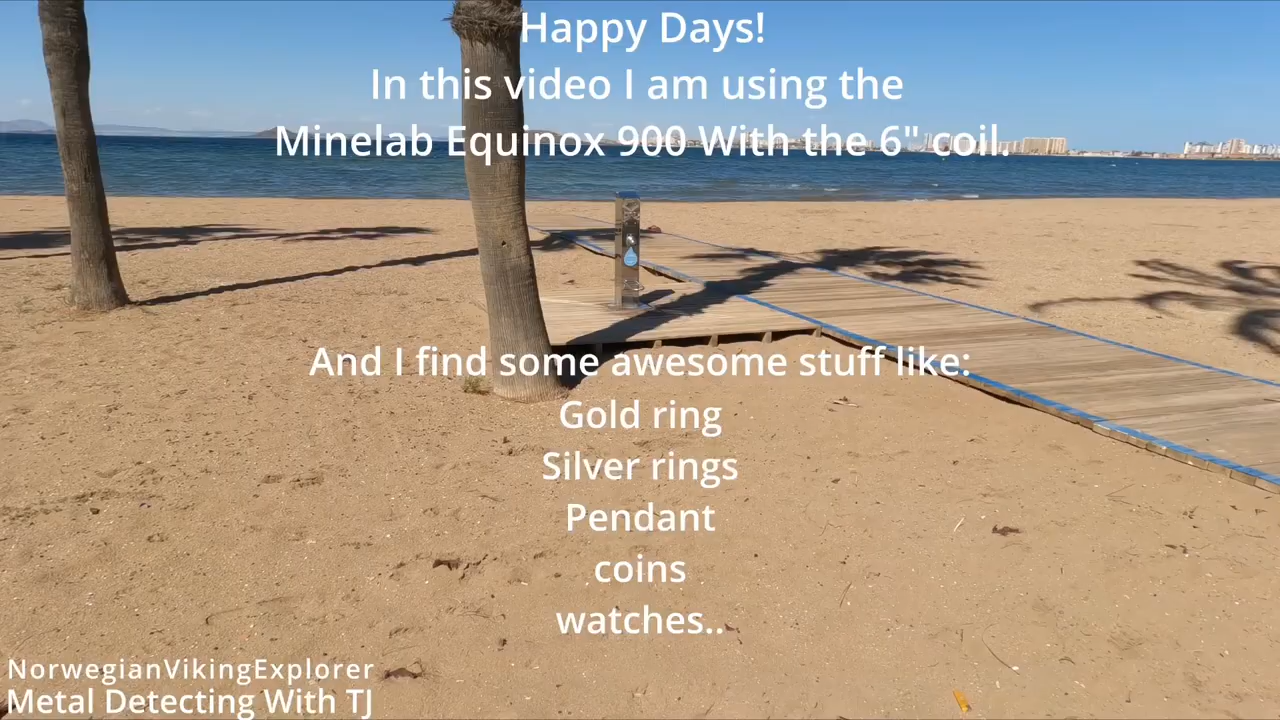 Happy Days!
In this video I am using the
Minelab Equinox 900 With the 6" coil.
And I find some awesome stuff like:
Gold ring
Silver rings
Pendant
coins
watches..
NorwegianVikingExplorer
Metal Detecting With TJ